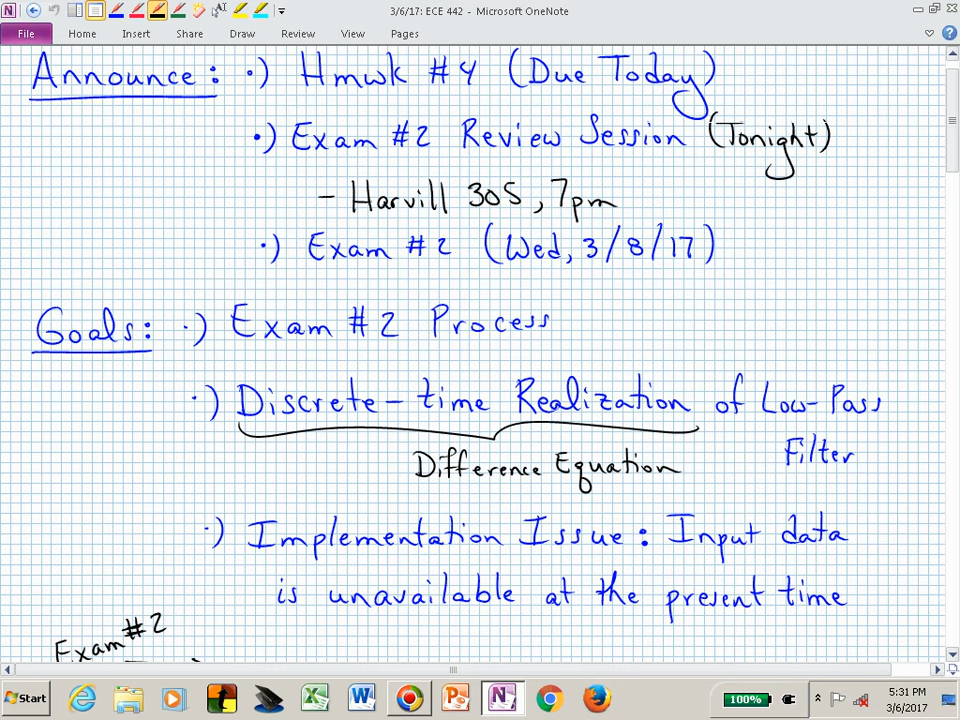 3/6/17: ECE 442 - Microsoft OneNote
File Home Insert Share Draw Review View Pages
Announce: •) Hmwk #4 (Due Today)
•) Exam #2 Review Session (Tonight)
- Harvill 305, 7pm
•) Exam #2 (Wed, 3/8/17)
Goals: •) Exam #2 Process
•) Discrete-time Realization of Low-Pass
Filter
Difference Equation
•) Implementation Issue: Input data
is unavailable at the present time
Exam #2
Start 100% 5:31 PM
3/6/2017